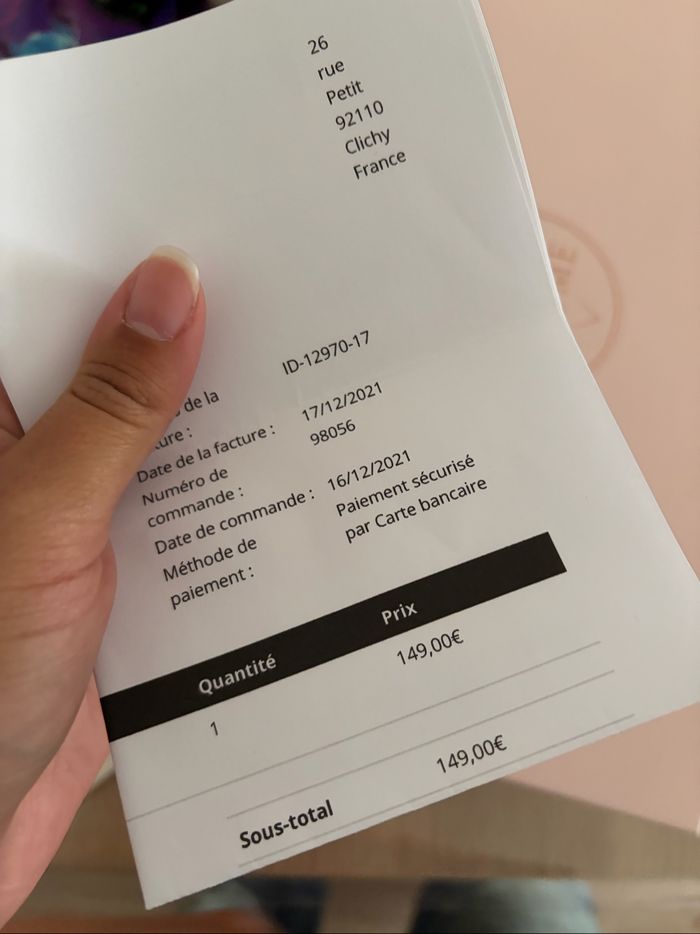 26
rue
Petit
92110
Clichy
France
ID-12970-17
de la
ture :
Date de la facture : 17/12/2021
Numéro de 98056
commande :
Date de commande : 16/12/2021
Méthode de Paiement sécurisé
paiement : par Carte bancaire
Quantité Prix
1 149,00€
Sous-total 149,00€